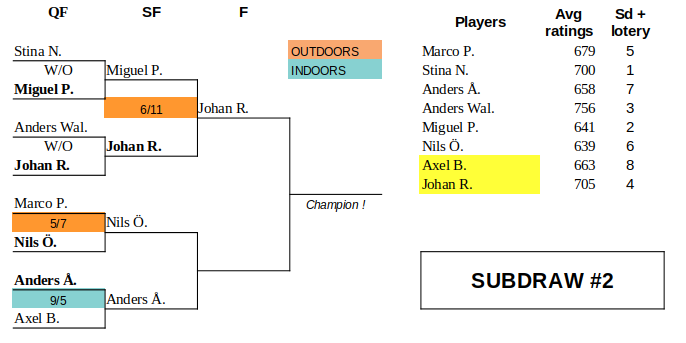 QF SF F
Players Avg ratings Sd + lotery
Stina N.
W/O
Miguel P.
Miguel P.
6/11
Johan R.
Anders Wal.
W/O
Johan R.
Johan R.
Marco P.
5/7
Nils Ö.
Nils Ö.
Anders Å.
9/5
Anders Å.
Axel B.
Champion !
OUTDOORS
INDOORS
Marco P. 679 5
Stina N. 700 1
Anders Å. 658 7
Anders Wal. 756 3
Miguel P. 641 2
Nils Ö. 639 6
Axel B. 663 8
Johan R. 705 4
SUBDRAW #2